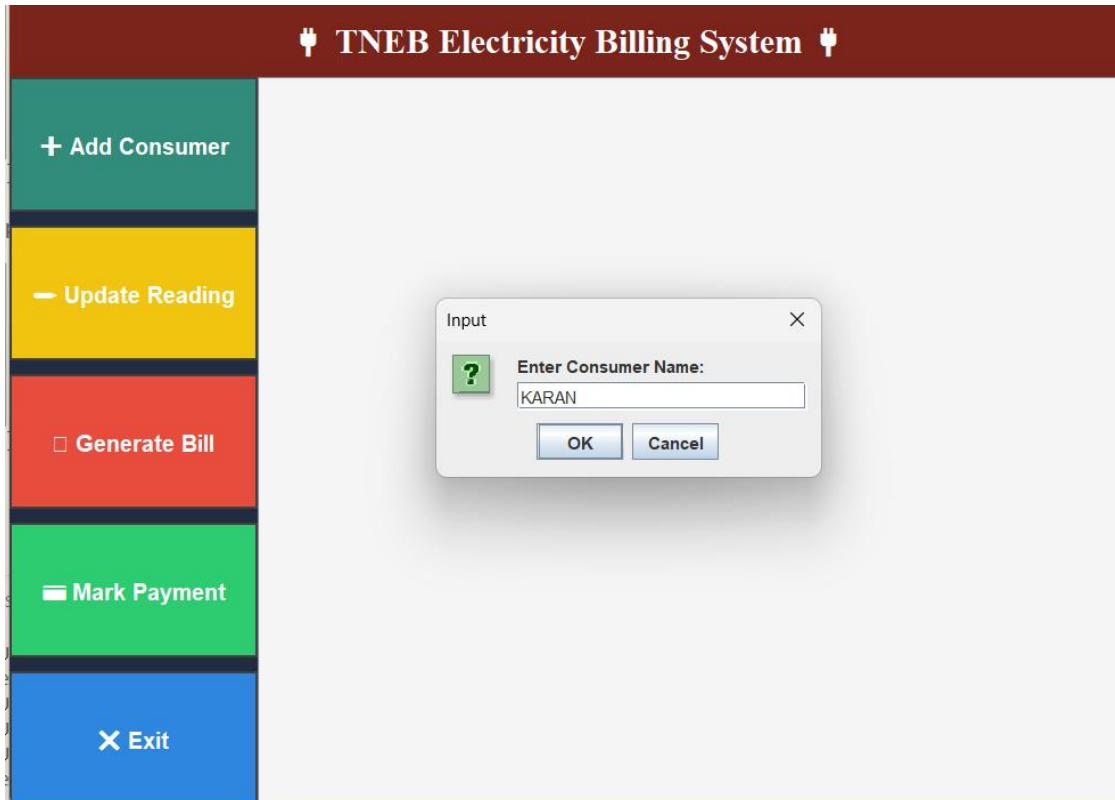 TNEB Electricity Billing System
Add Consumer
Update Reading
Generate Bill
Mark Payment
Exit
Input
Enter Consumer Name:
KARAN
OK
Cancel